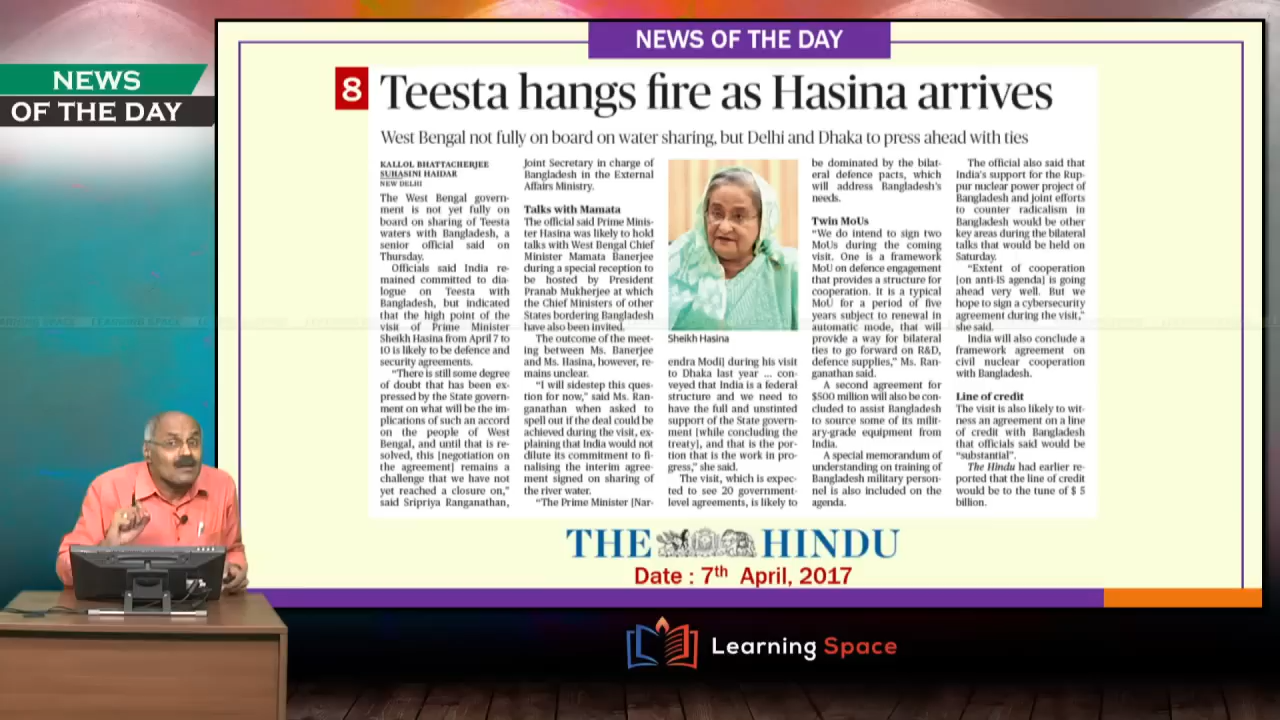 NEWS
OF THE DAY
NEWS OF THE DAY
8
Teesta hangs fire as Hasina arrives
West Bengal not fully on board on water sharing, but Delhi and Dhaka to press ahead with ties
KALLOL BHATTACHERJEE
SUHASINI HAIDAR
NEW DELHI
The West Bengal govern-
ment is not yet fully on
board on sharing of Teesta
waters with Bangladesh, a
senior official said on
Thursday.
Officials said India re-
mained committed to dia-
logue on Teesta with
Bangladesh, but indicated
that the high point of the
visit of Prime Minister
Sheikh Hasina from April 7 to
10 is likely to be defence and
security agreements.
“There is still some degree
of doubt that has been ex-
pressed by the State govern-
ment on what will be the im-
plications of such an accord
on the people of West
Bengal, and until that is re-
solved, this [negotiation on
the agreement] remains a
challenge that we have not
yet reached a closure on,”
said Sripriya Ranganathan,
Joint Secretary in charge of
Bangladesh in the External
Affairs Ministry.
Talks with Mamata
The official said Prime Minis-
ter Hasina was likely to hold
talks with West Bengal Chief
Minister Mamata Banerjee
during a special reception to
be hosted by President
Pranab Mukherjee at which
the Chief Ministers of other
States bordering Bangladesh
have also been invited.
The outcome of the meet-
ing between Ms. Banerjee
and Ms. Hasina, however, re-
mains unclear.
“I will sidestep this ques-
tion for now,” said Ms. Ran-
ganathan when asked to
spell out if the deal could be
achieved during the visit, ex-
plaining that India would not
dilute its commitment to fi-
nalising the interim agree-
ment signed on sharing of
the river water.
“The Prime Minister [Nar-
Sheikh Hasina
endra Modi] during his visit
to Dhaka last year ... con-
veyed that India is a federal
structure and we need to
have the full and unstinted
support of the State govern-
ment [while concluding the
treaty], and that is the por-
tion that is the work in pro-
gress,” she said.
The visit, which is expec-
ted to see 20 government-
level agreements, is likely to
be dominated by the bilat-
eral defence pacts, which
will address Bangladesh’s
needs.
Twin MoUs
“We do intend to sign two
MoUs during the coming
visit. One is a framework
MoU on defence engagement
that provides a structure for
cooperation. It is a typical
MoU for a period of five
years subject to renewal in
automatic mode, that will
provide a way for bilateral
ties to go forward on R&D,
defence supplies,” Ms. Ran-
ganathan said.
A second agreement for
$500 million will also be con-
cluded to assist Bangladesh
to source some of its milit-
ary-grade equipment from
India.
A special memorandum of
understanding on training of
Bangladesh military person-
nel is also included on the
agenda.
The official also said that
India’s support for the Rup-
pur nuclear power project of
Bangladesh and joint efforts
to counter radicalism in
Bangladesh would be other
key areas during the bilateral
talks that would be held on
Saturday.
“Extent of cooperation
[on anti-IS agenda] is going
ahead very well. But we
hope to sign a cybersecurity
agreement during the visit,”
she said.
India will also conclude a
framework agreement on
civil nuclear cooperation
with Bangladesh.
Line of credit
The visit is also likely to wit-
ness an agreement on a line
of credit with Bangladesh
that officials said would be
“substantial”.
The Hindu had earlier re-
ported that the line of credit
would be to the tune of $ 5
billion.
THE HINDU
Date : 7th April, 2017
Learning Space